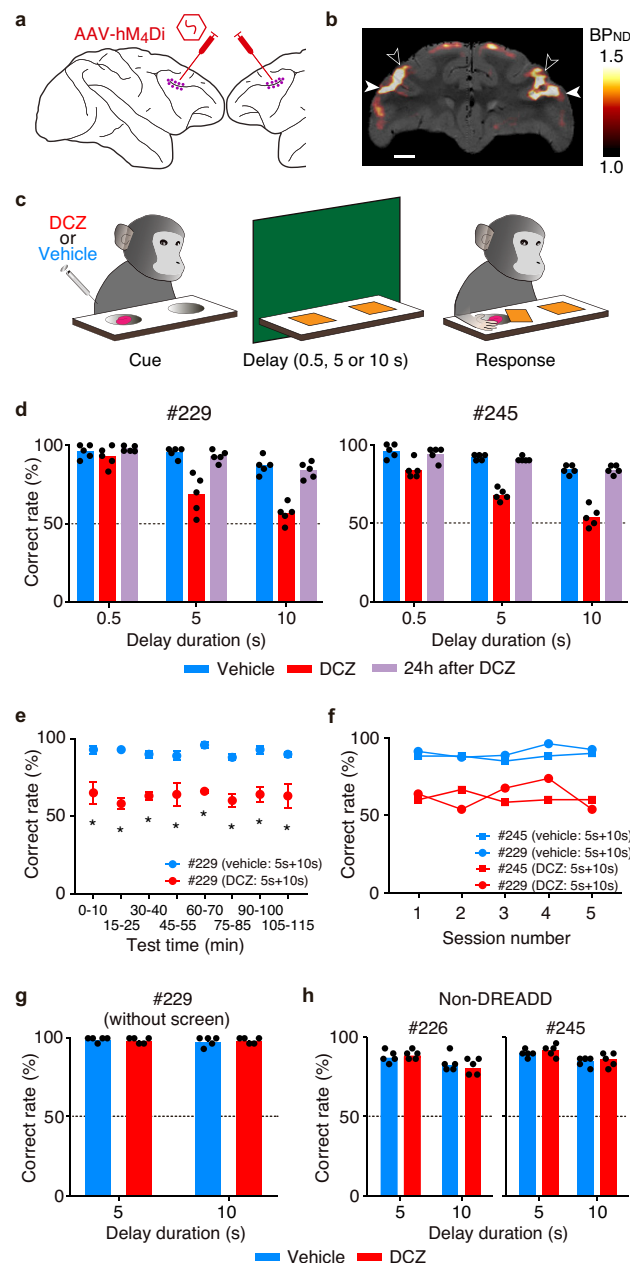 a
AAV-hM4Di
b
BPND
1.5
1.0
c
DCZ
or
Vehicle
Cue
Delay (0.5, 5 or 10 s)
Response
d
#229
#245
Correct rate (%)
100
50
0
0.5
5
10
Delay duration (s)
100
50
0
0.5
5
10
Delay duration (s)
Vehicle
DCZ
24h after DCZ
e
Correct rate (%)
100
50
0
* * * * * * * *
#229 (vehicle: 5s+10s)
#229 (DCZ: 5s+10s)
0-10 30-40 60-70 90-100
15-25 45-55 75-85 105-115
Test time (min)
f
Correct rate (%)
100
50
0
#245 (vehicle: 5s+10s)
#229 (vehicle: 5s+10s)
#245 (DCZ: 5s+10s)
#229 (DCZ: 5s+10s)
1 2 3 4 5
Session number
g
#229
(without screen)
Correct rate (%)
100
50
0
5
10
Delay duration (s)
h
Non-DREADD
#226
#245
Correct rate (%)
100
50
0
5
10
5
10
Delay duration (s)
Vehicle
DCZ